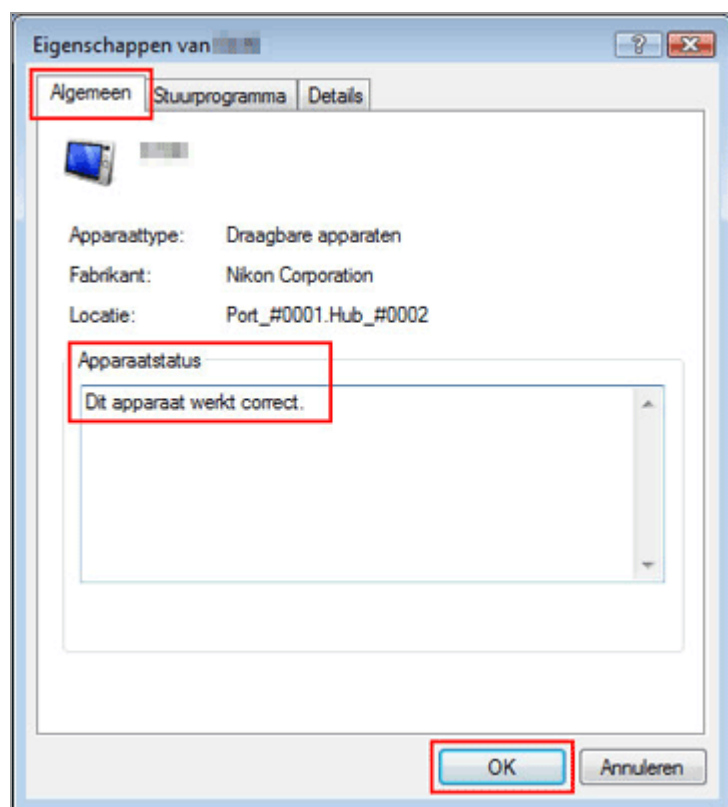 Eigenschappen van
Algemeen Stuurprogramma Details
Apparaattype: Draagbare apparaten
Fabrikant: Nikon Corporation
Locatie: Port_#0001.Hub_#0002
Apparaatstatus
Dit apparaat werkt correct.
OK Annuleren